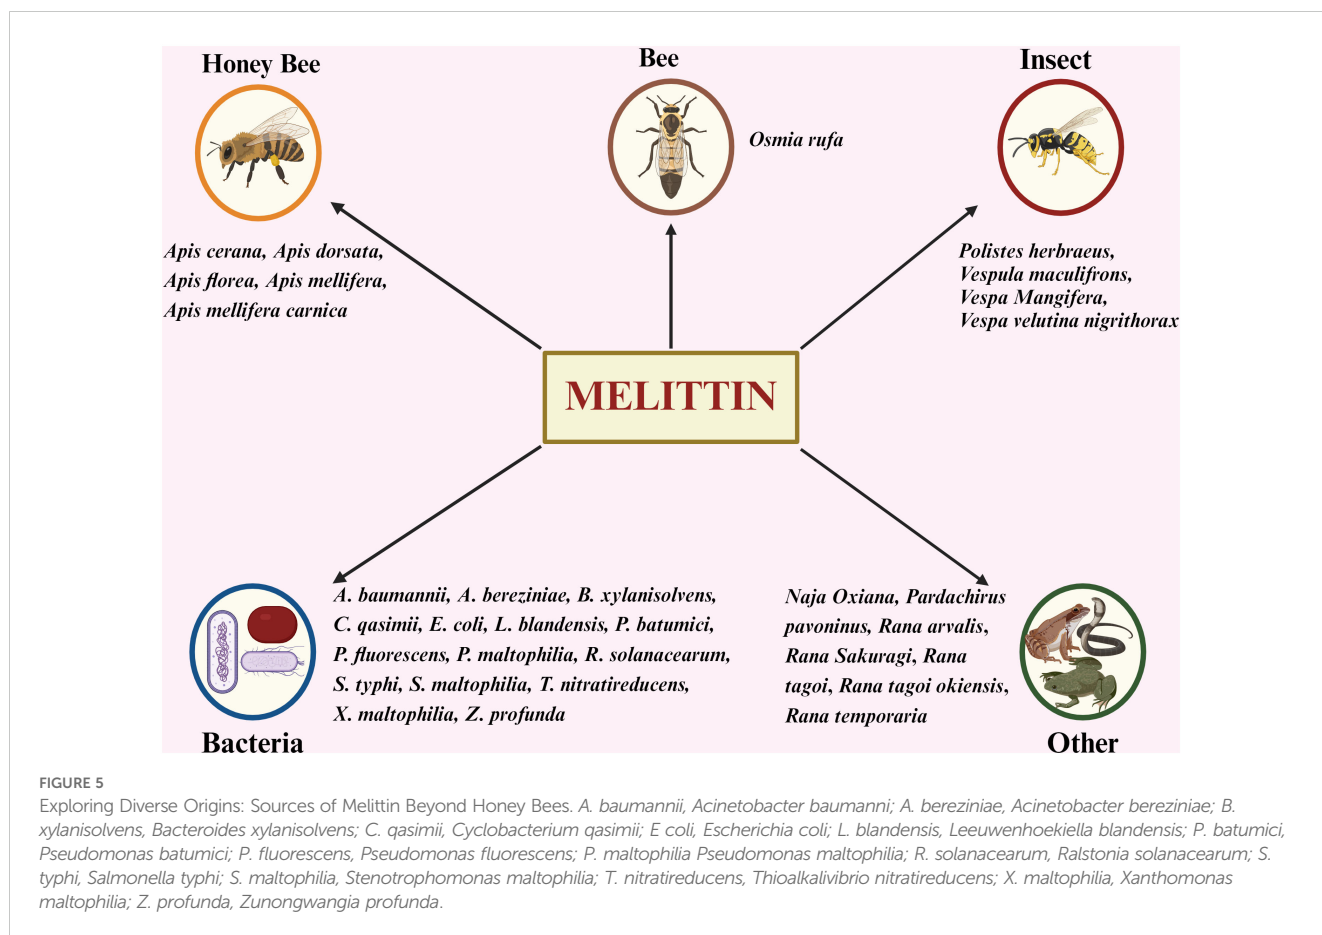 Honey Bee
Bee
Insect
Osmia rufa
Apis cerana, Apis dorsata,
Apis florea, Apis mellifera,
Apis mellifera carnica
Polistes herbraeus,
Vespula maculifrons,
Vespa Mangifera,
Vespa velutina nigrithorax
MELITTIN
A. baumannii, A. bereziniae, B. xylanisolvens,
C. qasimii, E. coli, L. blandensis, P. batumici,
P. fluorescens, P. maltophilia, R. solanacearum,
S. typhi, S. maltophilia, T. nitratireducens,
X. maltophilia, Z. profunda
Bacteria
Naja Oxiana, Pardachirus
pavoninus, Rana arvalis,
Rana Sakuragi, Rana
tagoi, Rana tagoi okiensis,
Rana temporaria
Other
FIGURE 5
Exploring Diverse Origins: Sources of Melittin Beyond Honey Bees. A. baumannii, Acinetobacter baumanni; A. bereziniae, Acinetobacter bereziniae; B.
xylanisolvens, Bacteroides xylanisolvens; C. qasimii, Cyclobacterium qasimii; E coli, Escherichia coli; L. blandensis, Leeuwenhoekiella blandensis; P. batumici,
Pseudomonas batumici; P. fluorescens, Pseudomonas fluorescens; P. maltophilia Pseudomonas maltophilia; R. solanacearum, Ralstonia solanacearum; S.
typhi, Salmonella typhi; S. maltophilia, Stenotrophomonas maltophilia; T. nitratireducens, Thioalkalivibrio nitratireducens; X. maltophilia, Xanthomonas
maltophilia; Z. profunda, Zunongwangia profunda.